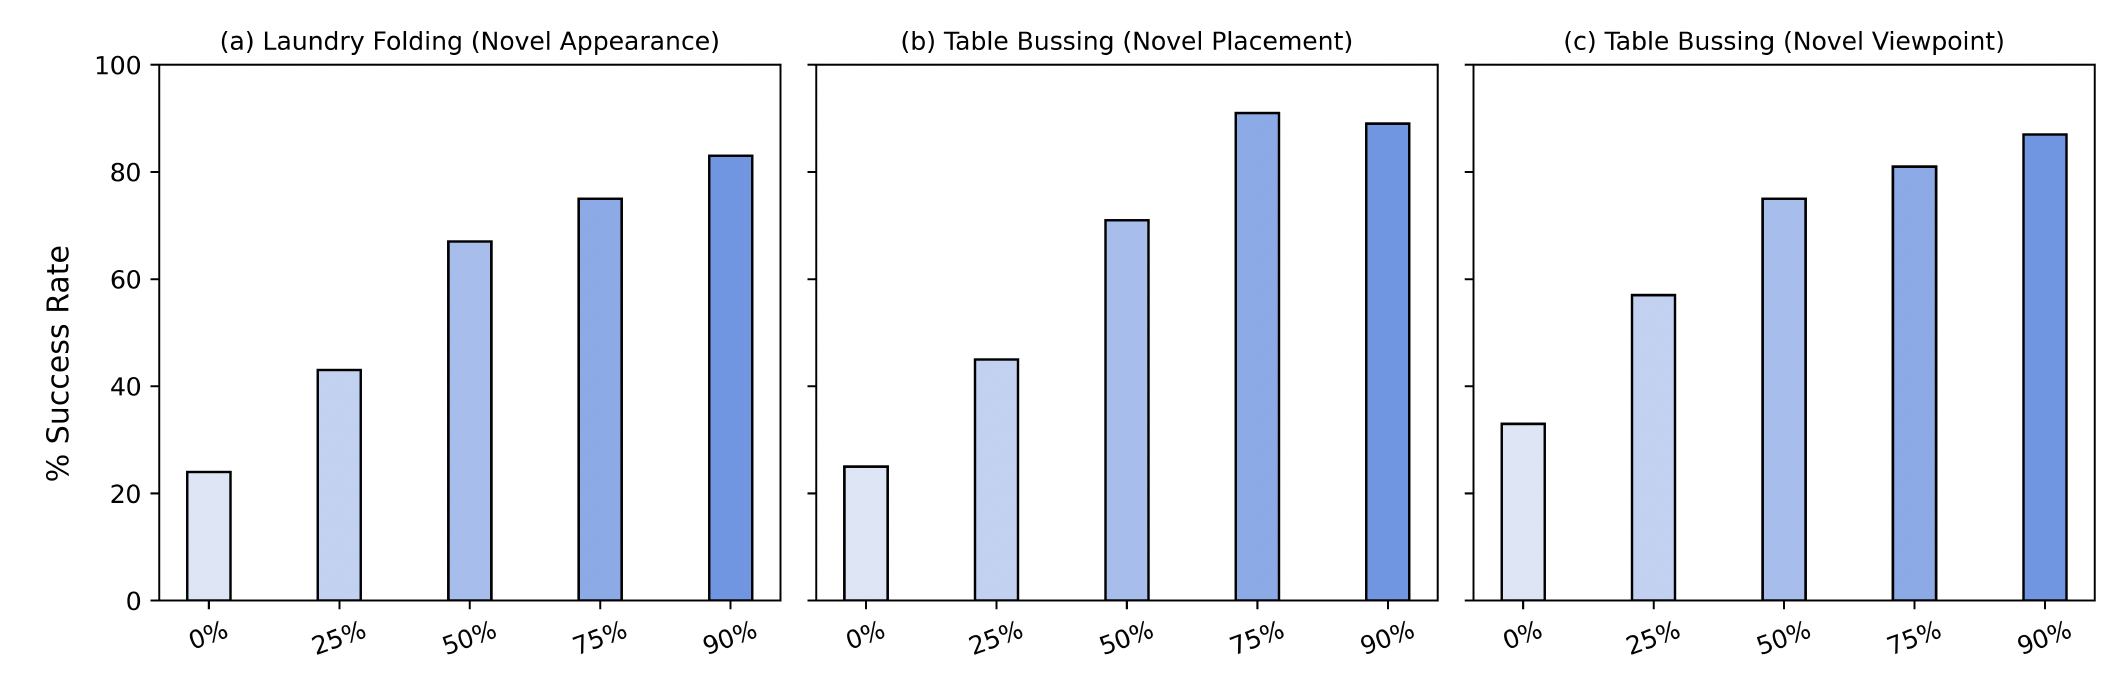 (a) Laundry Folding (Novel Appearance)
(b) Table Bussing (Novel Placement)
(c) Table Bussing (Novel Viewpoint)
% Success Rate
100
80
60
40
20
0
0% 25% 50% 75% 90%
0% 25% 50% 75% 90%
0% 25% 50% 75% 90%